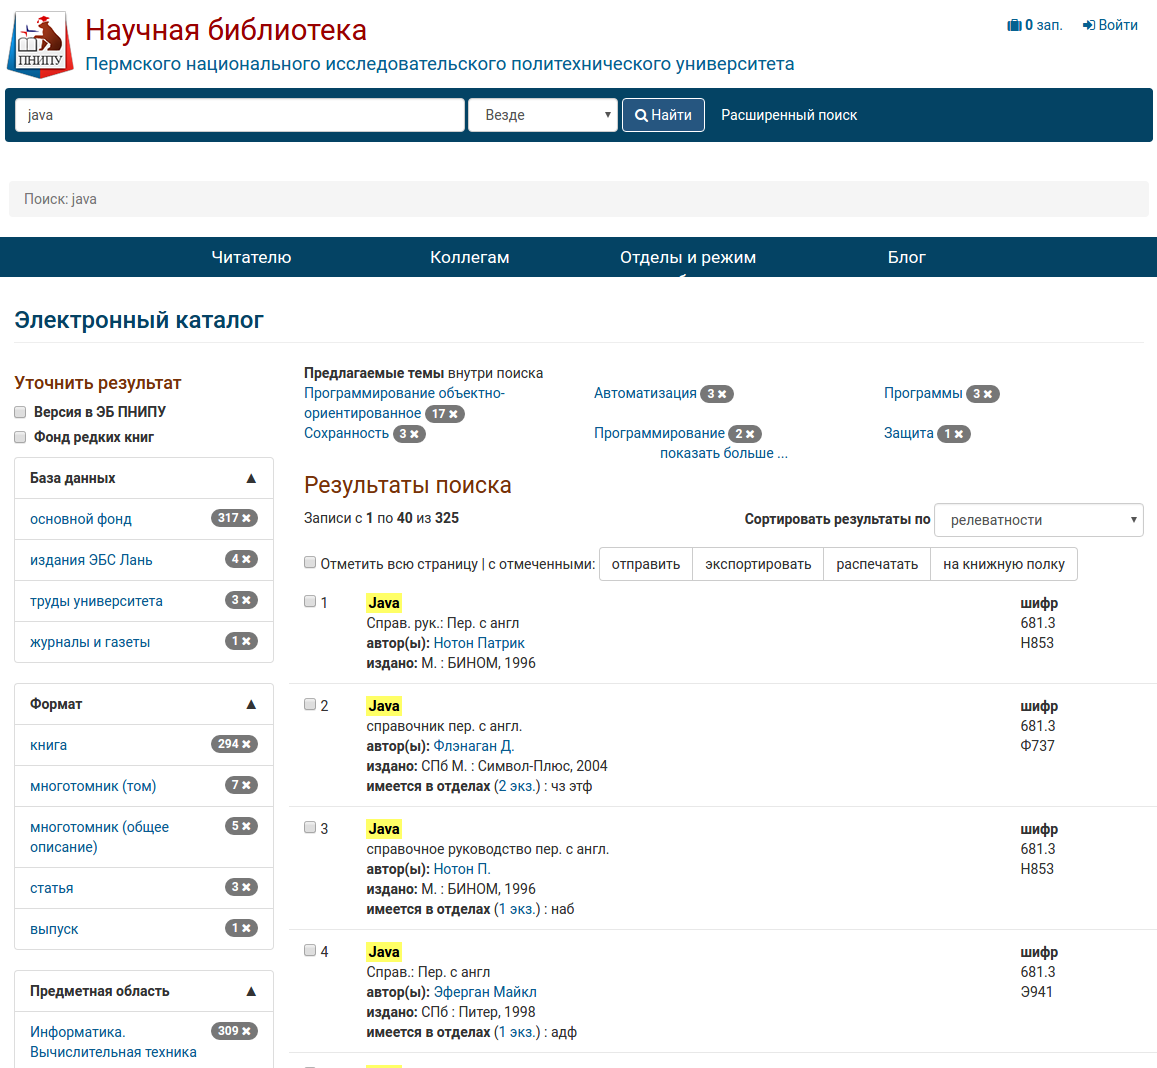 ПНИПУ
Научная библиотека
Пермского национального исследовательского политехнического университета
0 зап. Войти
java Везде Найти Расширенный поиск
Поиск: java
Читателю Коллегам Отделы и режим Блог
Электронный каталог
Уточнить результат
Версия в ЭБ ПНИПУ
Фонд редких книг
База данных ▲
основной фонд 317 ✖
издания ЭБС Лань 4 ✖
труды университета 3 ✖
журналы и газеты 1 ✖
Формат ▲
книга 294 ✖
многотомник (том) 7 ✖
многотомник (общее 5 ✖
описание)
статья 3 ✖
выпуск 1 ✖
Предметная область ▲
Информатика. 309 ✖
Вычислительная техника
Предлагаемые темы внутри поиска
Программирование объектно-
ориентированное 17 ✖
Автоматизация 3 ✖
Программы 3 ✖
Сохранность 3 ✖
Программирование 2 ✖
Защита 1 ✖
показать больше ...
Результаты поиска
Записи с 1 по 40 из 325
Сортировать результаты по релеватности
Отметить всю страницу | с отмеченными: отправить экспортировать распечатать на книжную полку
1 Java шифр
Справ. рук.: Пер. с англ 681.3
автор(ы): Нотон Патрик Н853
издано: М. : БИНОМ, 1996
2 Java шифр
справочник пер. с англ. 681.3
автор(ы): Флэнаган Д. Ф737
издано: СПб М. : Символ-Плюс, 2004
имеется в отделах (2 экз.) : чз этф
3 Java шифр
справочное руководство пер. с англ. 681.3
автор(ы): Нотон П. Н853
издано: М. : БИНОМ, 1996
имеется в отделах (1 экз.) : наб
4 Java шифр
Справ.: Пер. с англ 681.3
автор(ы): Эферган Майкл Э941
издано: СПб : Питер, 1998
имеется в отделах (1 экз.) : адф